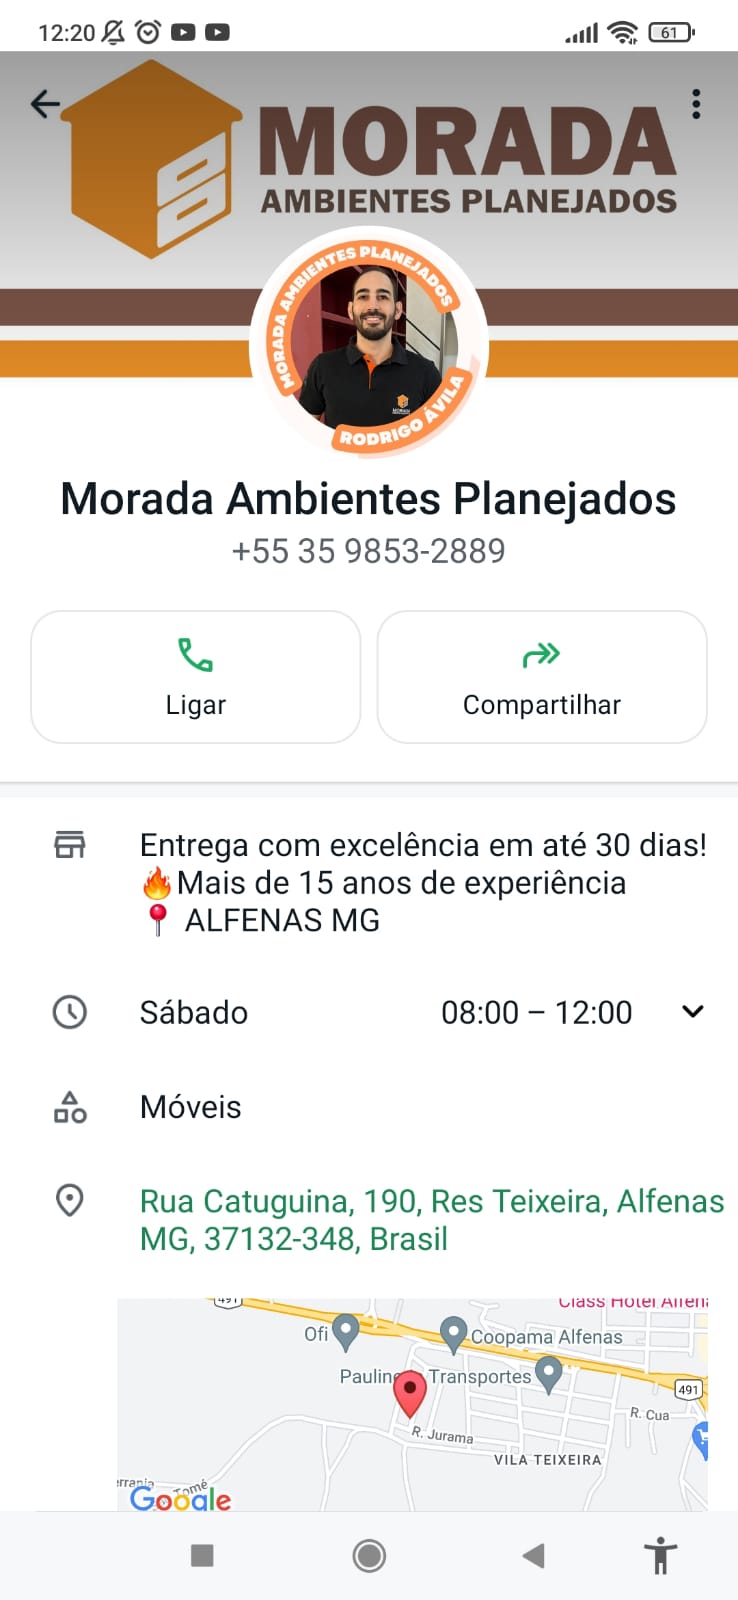 12:20
61
MORADA
AMBIENTES PLANEJADOS
MORADA AMBIENTES PLANEJADOS
RODRIGO ÁVILA
Morada Ambientes Planejados
+55 35 9853-2889
Ligar
Compartilhar
Entrega com excelência em até 30 dias!
🔥Mais de 15 anos de experiência
📍 ALFENAS MG
Sábado 08:00 – 12:00
Móveis
Rua Catuguina, 190, Res Teixeira, Alfenas
MG, 37132-348, Brasil
491
Class Hotel Alfena
Ofi
Coopama Alfenas
Paulin
Transportes
491
R. Cua
R. Jurama
VILA TEIXEIRA
Tomé
Google